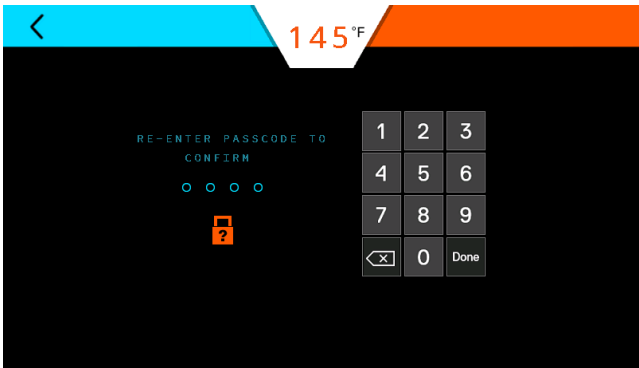 145°F
RE-ENTER PASSCODE TO
CONFIRM
1 2 3
4 5 6
7 8 9
0 Done
?